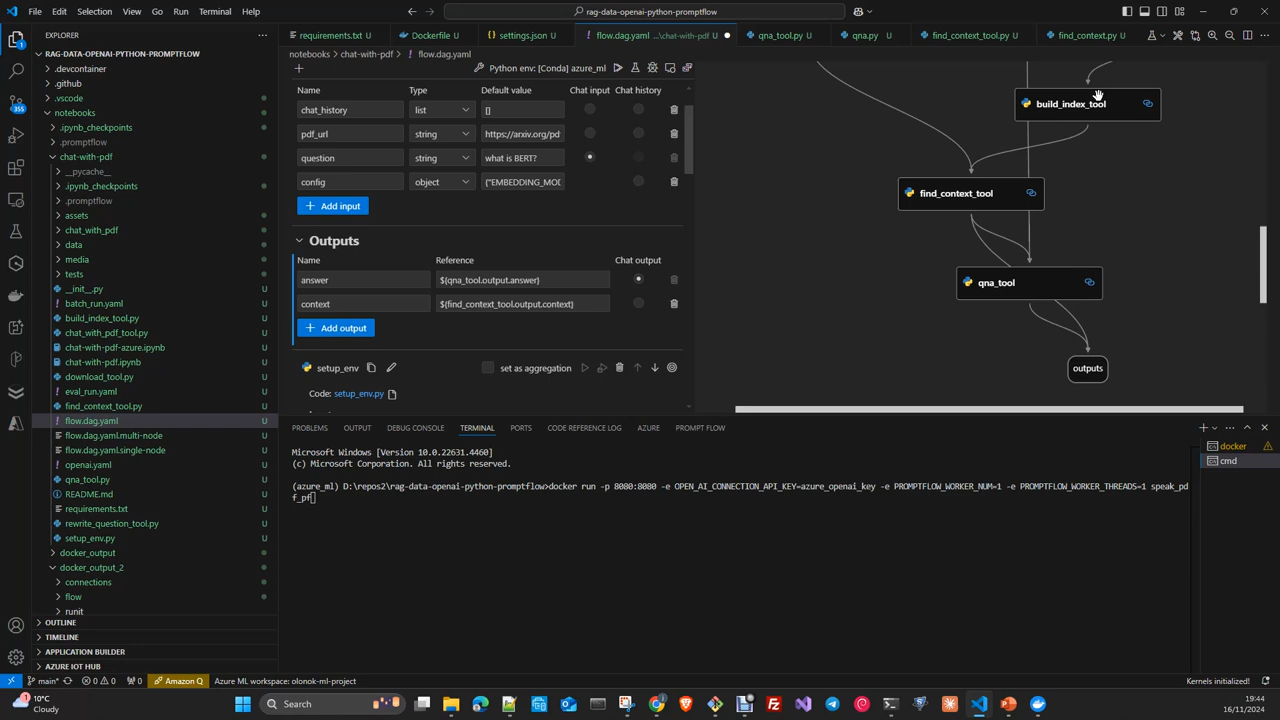 File Edit Selection View Go Run Terminal Help
rag-data-openai-python-promptflow
EXPLORER
RAG-DATA-OPENAI-PYTHON-PROMPTFLOW
.devcontainer
.github
.vscode
notebooks
.ipynb_checkpoints
.promptflow
chat-with-pdf
__pycache__
.ipynb_checkpoints
.promptflow
assets
chat_with_pdf
data
media
tests
__init__.py U
batch_run.yaml U
build_index_tool.py U
chat_with_pdf_tool.py U
chat-with-pdf-azure.ipynb U
chat-with-pdf.ipynb U
download_tool.py U
eval_run.yaml U
find_context_tool.py U
flow.dag.yaml U
flow.dag.yaml.multi-node U
flow.dag.yaml.single-node U
openai.yaml U
qna_tool.py U
README.md U
requirements.txt U
rewrite_question_tool.py U
setup_env.py U
docker_output
docker_output_2
connections
flow
runit
OUTLINE
TIMELINE
APPLICATION BUILDER
AZURE IOT HUB
355
requirements.txt U
Dockerfile U
settings.json U
flow.dag.yaml ...\chat-with-pdf U
qna_tool.py U
qna.py U
find_context_tool.py U
find_context.py U
notebooks > chat-with-pdf > flow.dag.yaml
Python env: [Conda] azure_ml
Name Type Default value Chat input Chat history
chat_history list []
pdf_url string https://arxiv.org/pd
question string what is BERT?
config object {"EMBEDDING_MOD
Add input
Outputs
Name Reference Chat output
answer ${qna_tool.output.answer}
context ${find_context_tool.output.context}
Add output
setup_env set as aggregation
Code: setup_env.py
build_index_tool
find_context_tool
qna_tool
outputs
PROBLEMS OUTPUT DEBUG CONSOLE TERMINAL PORTS CODE REFERENCE LOG AZURE PROMPT FLOW
Microsoft Windows [Version 10.0.22631.4460]
(c) Microsoft Corporation. All rights reserved.
(azure_ml) D:\repos2\rag-data-openai-python-promptflow>docker run -p 8080:8080 -e OPEN_AI_CONNECTION_API_KEY=azure_openai_key -e PROMPTFLOW_WORKER_NUM=1 -e PROMPTFLOW_WORKER_THREADS=1 speak_pd
f_pf
docker
cmd
main* 0 0 0 Amazon Q Azure ML workspace: olonok-ml-project Kernels initialized!
1
10°C
Cloudy
Search
19:44
16/11/2024